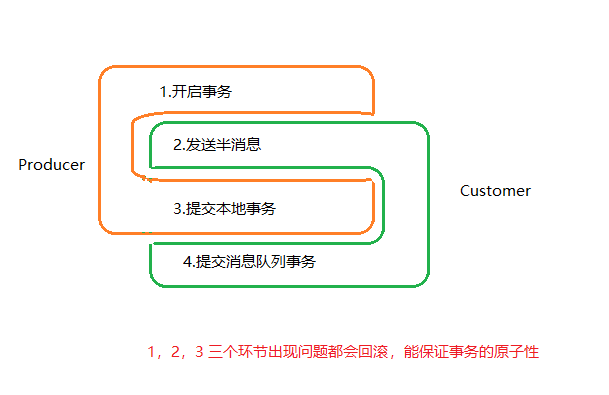 1.开启事务
2.发送半消息
Producer
Customer
3.提交本地事务
4.提交消息队列事务
1，2，3 三个环节出现问题都会回滚，能保证事务的原子性